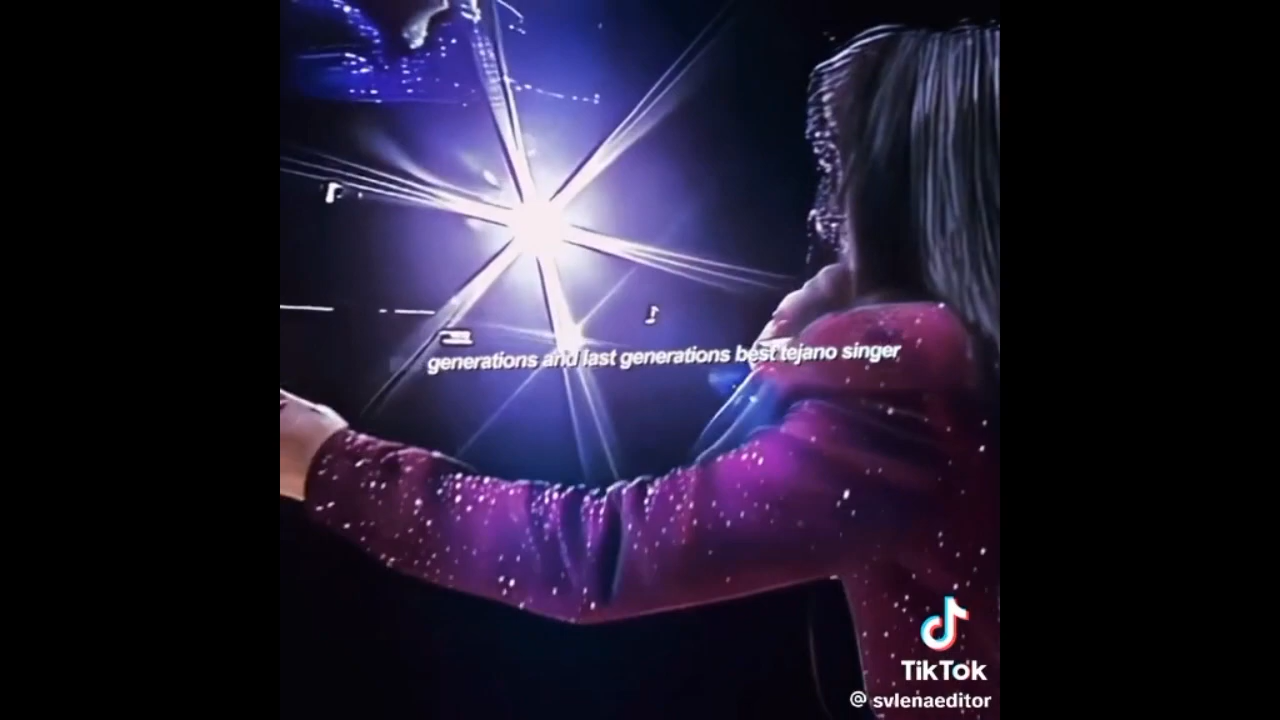 generations and last generations best tejano singer
TikTok
@ svlenaeditor